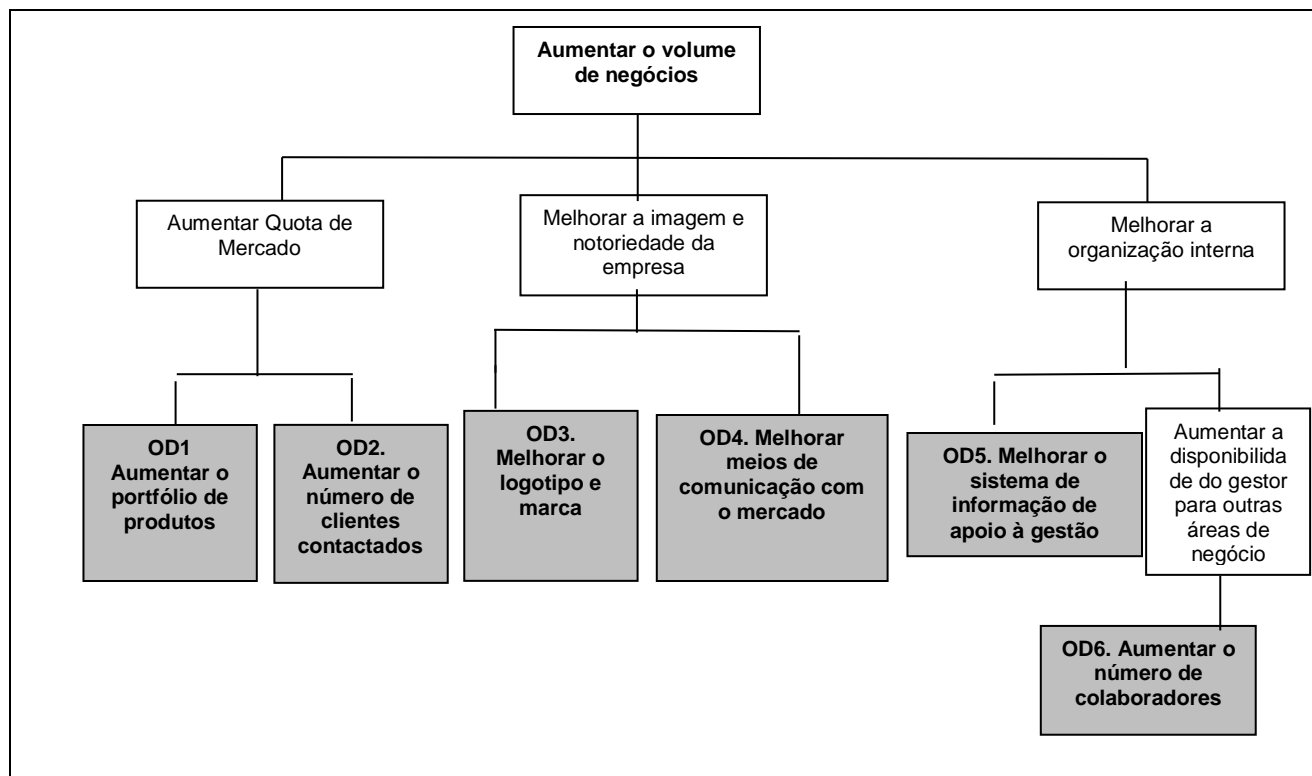 Aumentar o volume
de negócios
Aumentar Quota de
Mercado
Melhorar a imagem e
notoriedade da
empresa
Melhorar a
organização interna
OD1
Aumentar o
portfólio de
produtos
OD2.
Aumentar o
número de
clientes
contactados
OD3.
Melhorar o
logotipo e
marca
OD4. Melhorar
meios de
comunicação com
o mercado
OD5. Melhorar o
sistema de
informação de
apoio à gestão
Aumentar a
disponibilida
de do gestor
para outras
áreas de
negócio
OD6. Aumentar o
número de
colaboradores